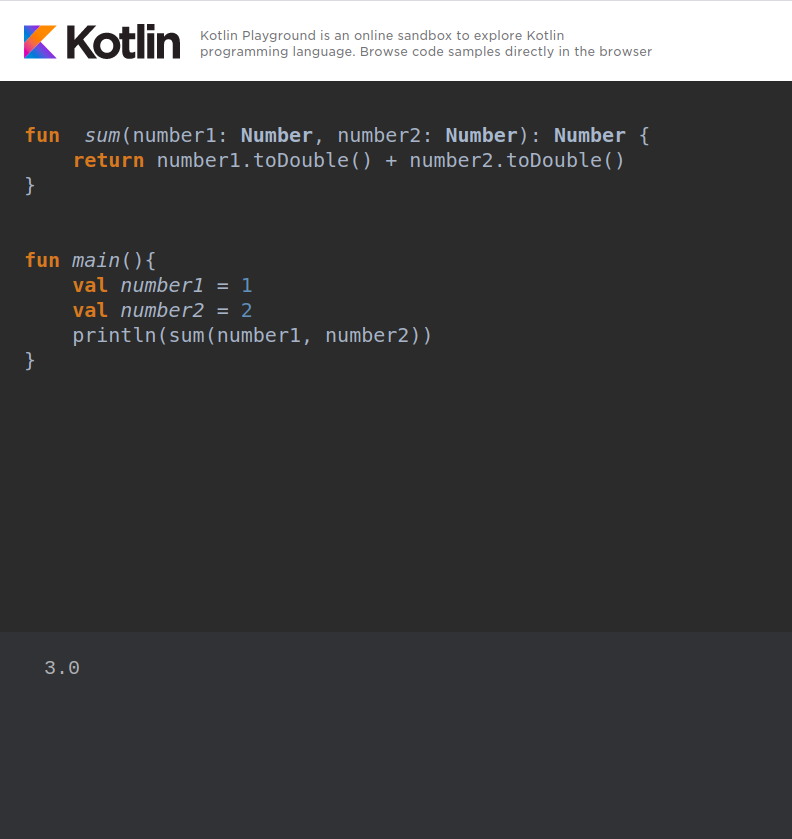 Kotlin
Kotlin Playground is an online sandbox to explore Kotlin
programming language. Browse code samples directly in the browser
fun  sum(number1: Number, number2: Number): Number {
    return number1.toDouble() + number2.toDouble()
}
fun main(){
    val number1 = 1
    val number2 = 2
    println(sum(number1, number2))
}
3.0